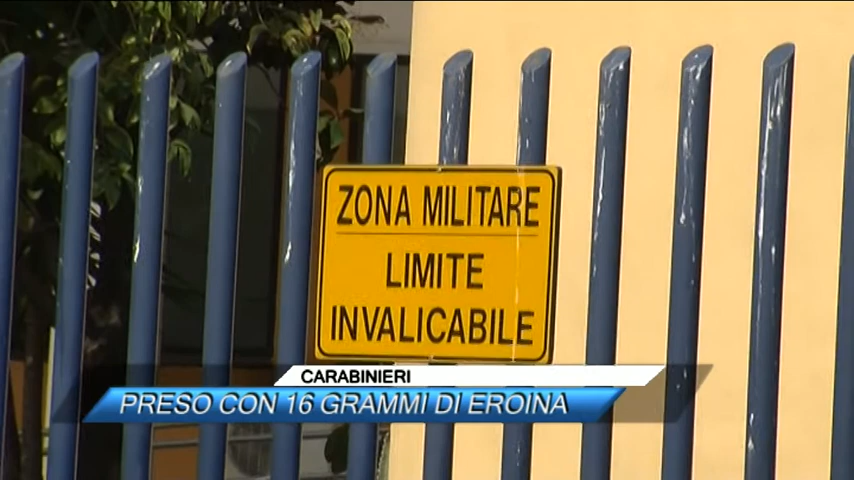 ZONA MILITARE
LIMITE
INVALICABILE
CARABINIERI
PRESO CON 16 GRAMMI DI EROINA